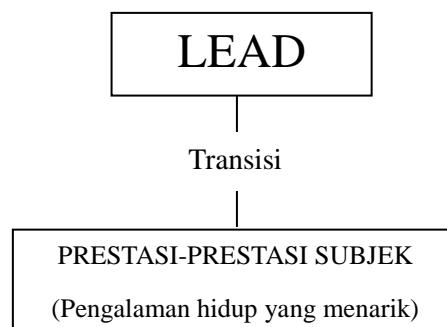 LEAD
Transisi
PRESTASI-PRESTASI SUBJEK
(Pengalaman hidup yang menarik)